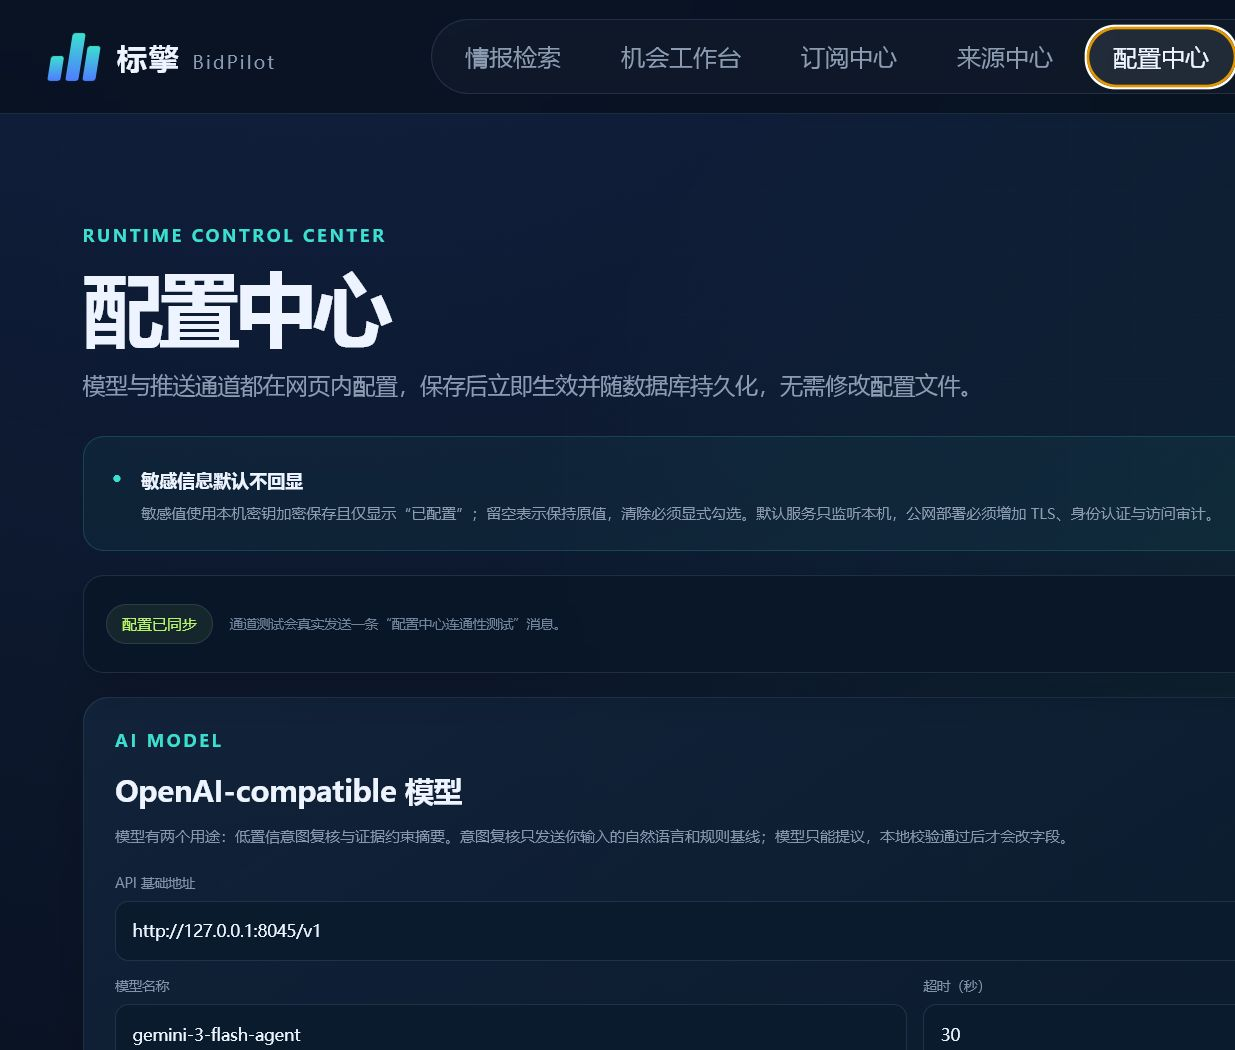 标擎 BidPilot
情报检索 机会工作台 订阅中心 来源中心 配置中心
RUNTIME CONTROL CENTER
配置中心
模型与推送通道都在网页内配置，保存后立即生效并随数据库持久化，无需修改配置文件。
敏感信息默认不回显
敏感值使用本机密钥加密保存且仅显示“已配置”；留空表示保持原值，清除必须显式勾选。默认服务只监听本机，公网部署必须增加 TLS、身份认证与访问审计。
配置已同步 通道测试会真实发送一条“配置中心连通性测试”消息。
AI MODEL
OpenAI-compatible 模型
模型有两个用途：低置信意图复核与证据约束摘要。意图复核只发送你输入的自然语言和规则基线；模型只能提议，本地校验通过后才会改字段。
API 基础地址
http://127.0.0.1:8045/v1
模型名称 超时（秒）
gemini-3-flash-agent 30